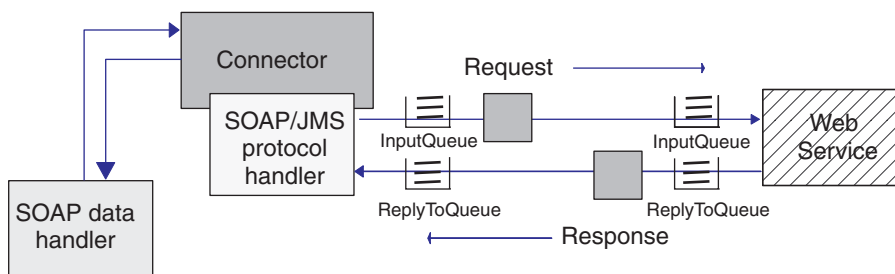 Connector
Request
SOAP/JMS
protocol
handler
InputQueue
InputQueue
Web
Service
SOAP data
handler
ReplyToQueue
ReplyToQueue
Response